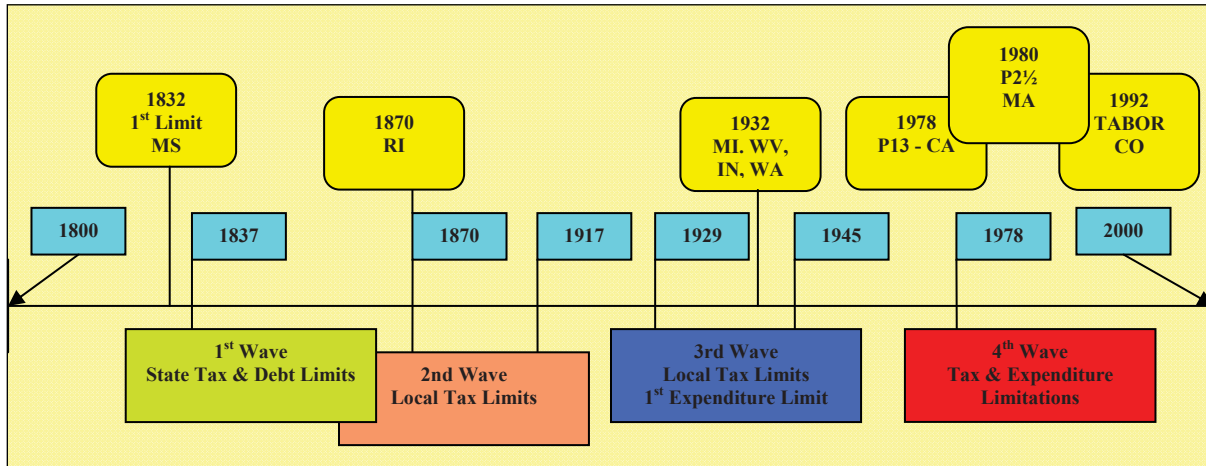 1832
1st Limit
MS
1870
RI
1932
MI. WV,
IN, WA
1978
P13 - CA
1980
P2½
MA
1992
TABOR
CO
1800
1837
1870
1917
1929
1945
1978
2000
1st Wave
State Tax & Debt Limits
2nd Wave
Local Tax Limits
3rd Wave
Local Tax Limits
1st Expenditure Limit
4th Wave
Tax & Expenditure
Limitations